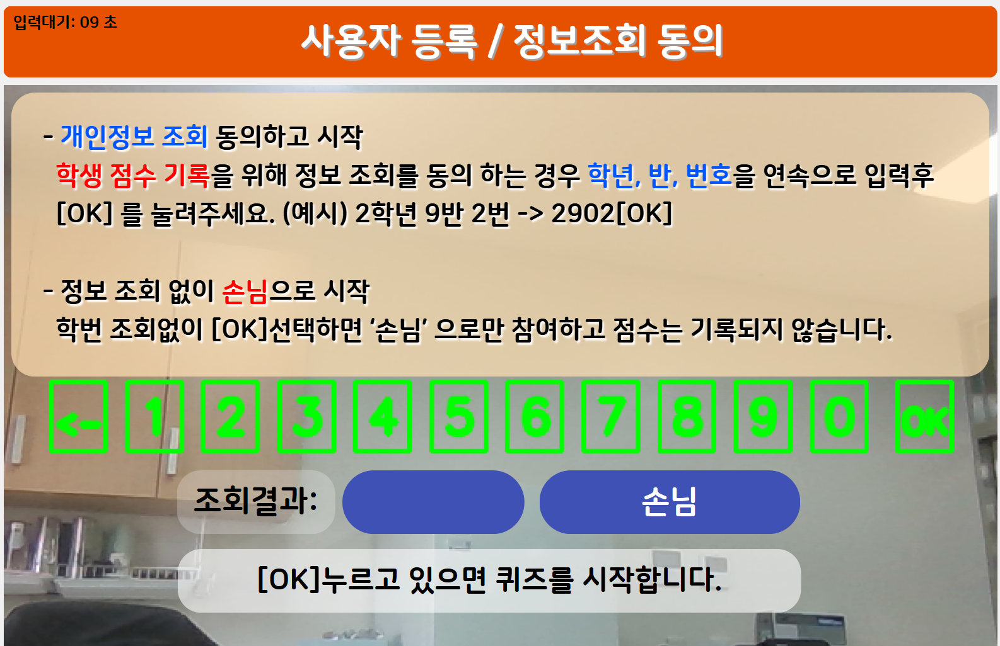 입력대기: 09 초
사용자 등록 / 정보조회 동의
- 개인정보 조회 동의하고 시작
학생 점수 기록을 위해 정보 조회를 동의 하는 경우 학년, 반, 번호을 연속으로 입력후
[OK] 를 눌려주세요. (예시) 2학년 9반 2번 -> 2902[OK]
- 정보 조회 없이 손님으로 시작
학번 조회없이 [OK]선택하면 ‘손님’ 으로만 참여하고 점수는 기록되지 않습니다.
<- 1 2 3 4 5 6 7 8 9 0 OK
조회결과: 손님
[OK]누르고 있으면 퀴즈를 시작합니다.